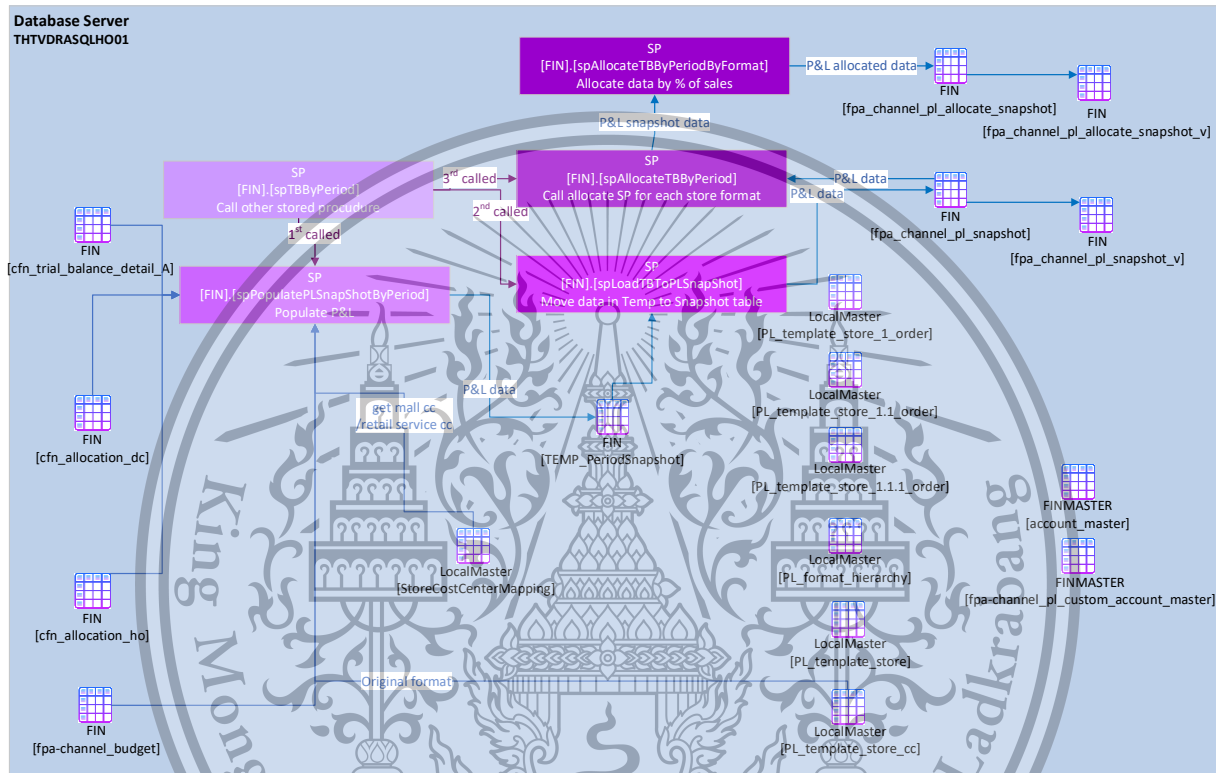 Database Server
THTVDRASQLHO01
SP
[FIN].[spAllocateTBByPeriodByFormat]
Allocate data by % of sales
P&L allocated data
FIN
[fpa_channel_pl_allocate_snapshot]
FIN
[fpa_channel_pl_allocate_snapshot_v]
P&L snapshot data
SP
[FIN].[spTBByPeriod]
Call other stored procudure
3rd called
2nd called
1st called
SP
[FIN].[spAllocateTBByPeriod]
Call allocate SP for each store format
P&L data
P&L data
FIN
[fpa_channel_pl_snapshot]
FIN
[fpa_channel_pl_snapshot_v]
FIN
[cfn_trial_balance_detail_A]
SP
[FIN].[spPopulatePLSnapShotByPeriod]
Populate P&L
SP
[FIN].[spLoadTBToPLSnapShot]
Move data in Temp to Snapshot table
LocalMaster
[PL_template_store_1_order]
P&L data
get mall cc
/retail service cc
LocalMaster
[PL_template_store_1.1_order]
FIN
[cfn_allocation_dc]
FIN
[TEMP_PeriodSnapshot]
LocalMaster
[PL_template_store_1.1.1_order]
FINMASTER
[account_master]
LocalMaster
[StoreCostCenterMapping]
LocalMaster
[PL_format_hierarchy]
FINMASTER
[fpa-channel_pl_custom_account_master]
FIN
[cfn_allocation_ho]
LocalMaster
[PL_template_store]
Original format
FIN
[fpa-channel_budget]
LocalMaster
[PL_template_store_cc]
King Mong
Ladkrabang